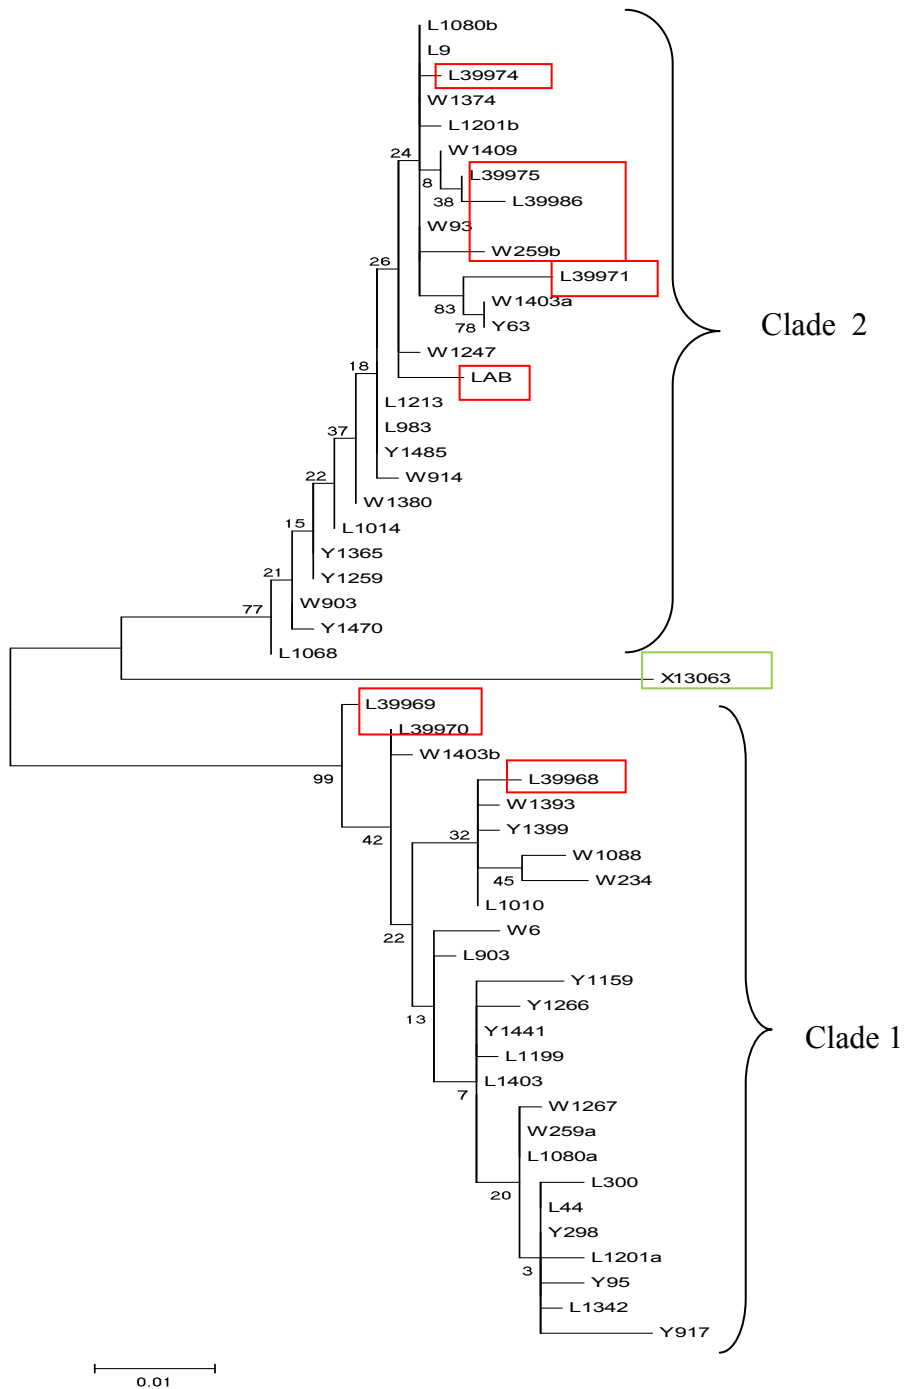 L1080b
L9
L39974
W1374
L1201b
24
W1409
8
L39975
38
L39986
W93
W259b
26
L39971
83
W1403a
78
Y63
Clade 2
W1247
18
LAB
L1213
L983
37
Y1485
22
W914
W1380
15
L1014
Y1365
21
Y1259
77
W903
Y1470
L1068
X13063
L39969
L39970
W1403b
99
L39968
W1393
42
32
Y1399
W1088
45
W234
L1010
22
W6
L903
Y1159
13
Y1266
Y1441
Clade 1
L1199
7
L1403
W1267
W259a
L1080a
20
L300
L44
Y298
3
L1201a
Y95
L1342
Y917
0.01